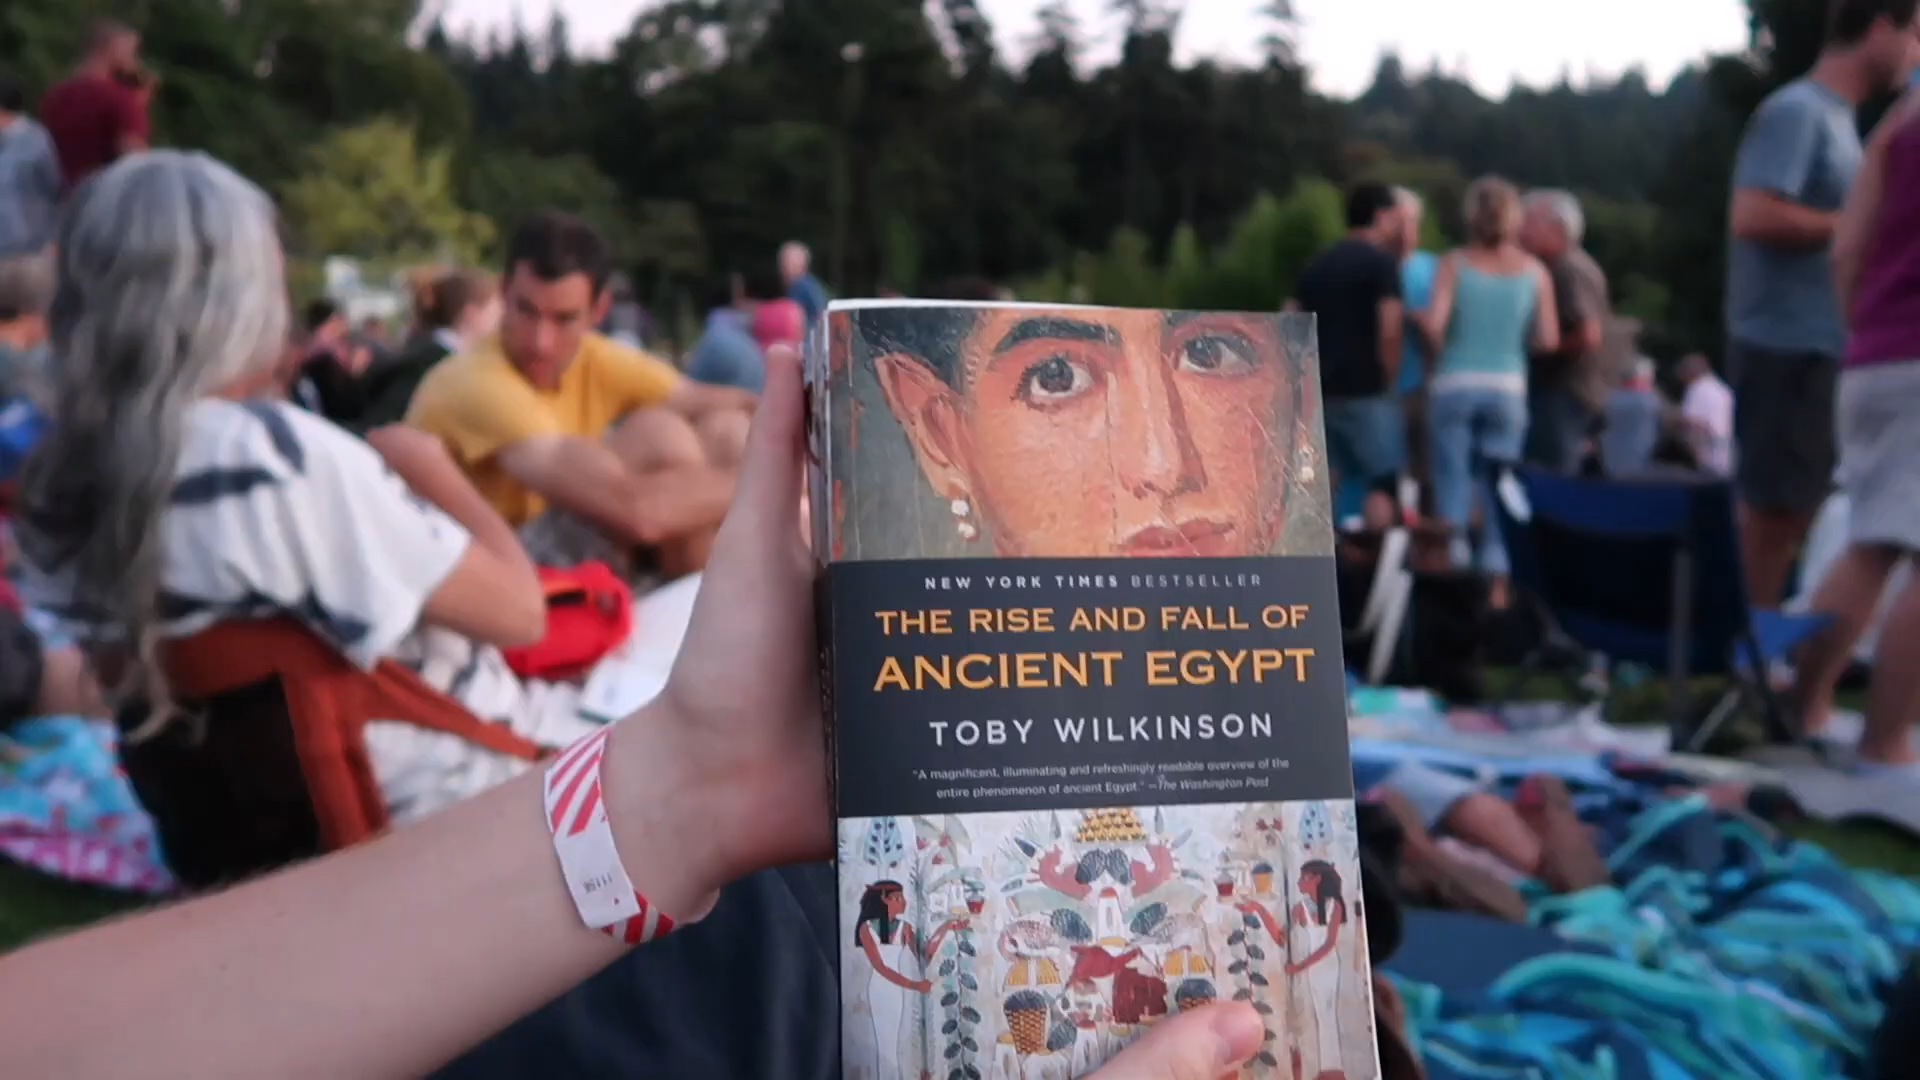 NEW YORK TIMES BESTSELLER
THE RISE AND FALL OF
ANCIENT EGYPT
TOBY WILKINSON
"A magnificent, illuminating and refreshingly readable overview of the
entire phenomenon of ancient Egypt." —The Washington Post